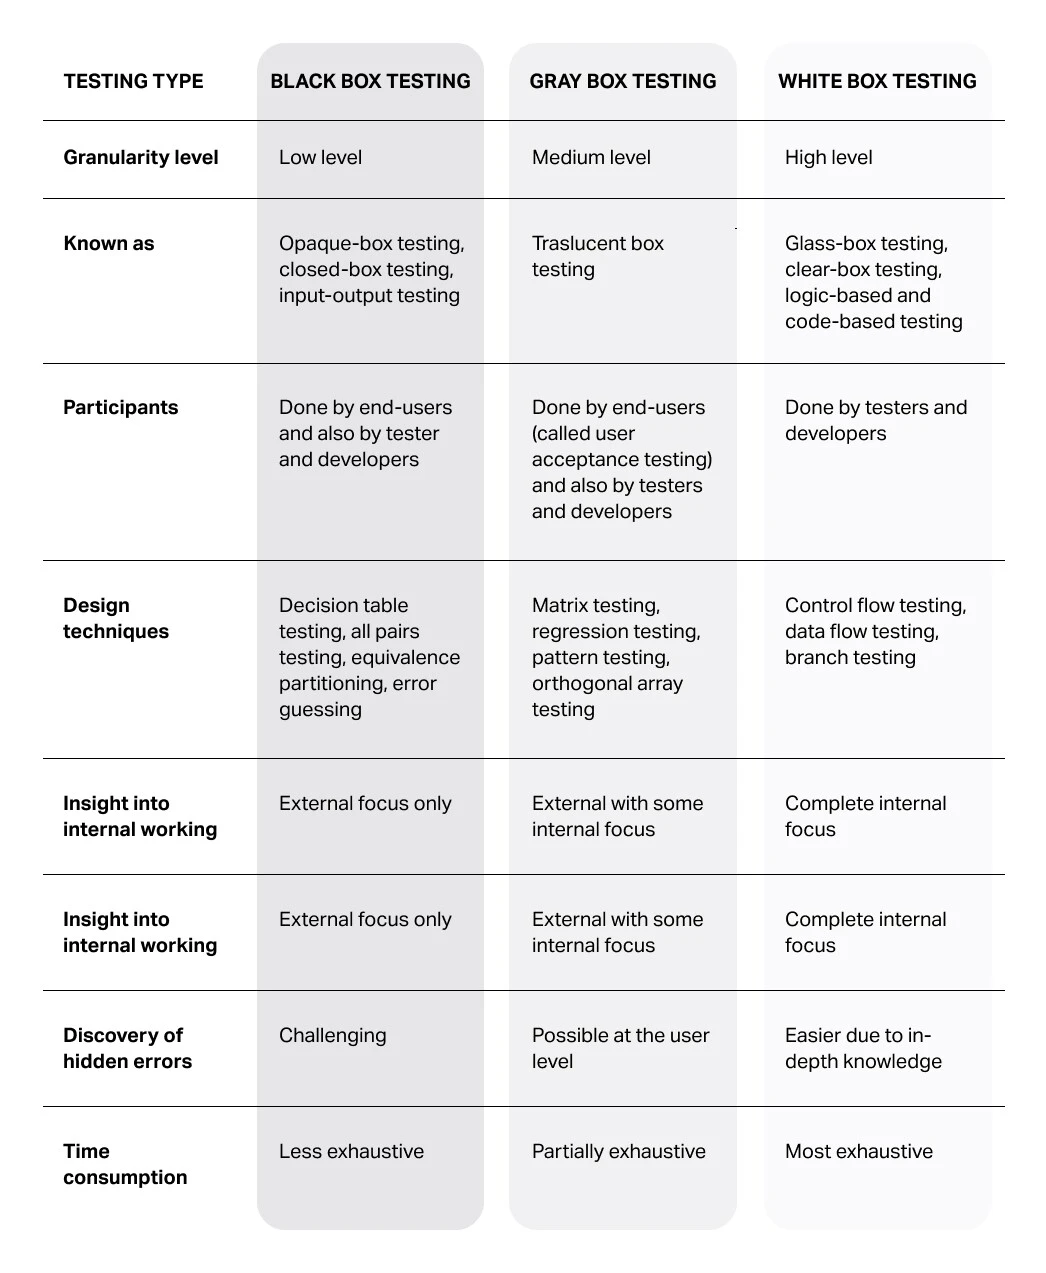 TESTING TYPE
BLACK BOX TESTING
GRAY BOX TESTING
WHITE BOX TESTING
Granularity level
Low level
Medium level
High level
Known as
Opaque-box testing,
closed-box testing,
input-output testing
Traslucent box
testing
Glass-box testing,
clear-box testing,
logic-based and
code-based testing
Participants
Done by end-users
and also by tester
and developers
Done by end-users
(called user
acceptance testing)
and also by testers
and developers
Done by testers and
developers
Design
techniques
Decision table
testing, all pairs
testing, equivalence
partitioning, error
guessing
Matrix testing,
regression testing,
pattern testing,
orthogonal array
testing
Control flow testing,
data flow testing,
branch testing
Insight into
internal working
External focus only
External with some
internal focus
Complete internal
focus
Insight into
internal working
External focus only
External with some
internal focus
Complete internal
focus
Discovery of
hidden errors
Challenging
Possible at the user
level
Easier due to in-
depth knowledge
Time
consumption
Less exhaustive
Partially exhaustive
Most exhaustive